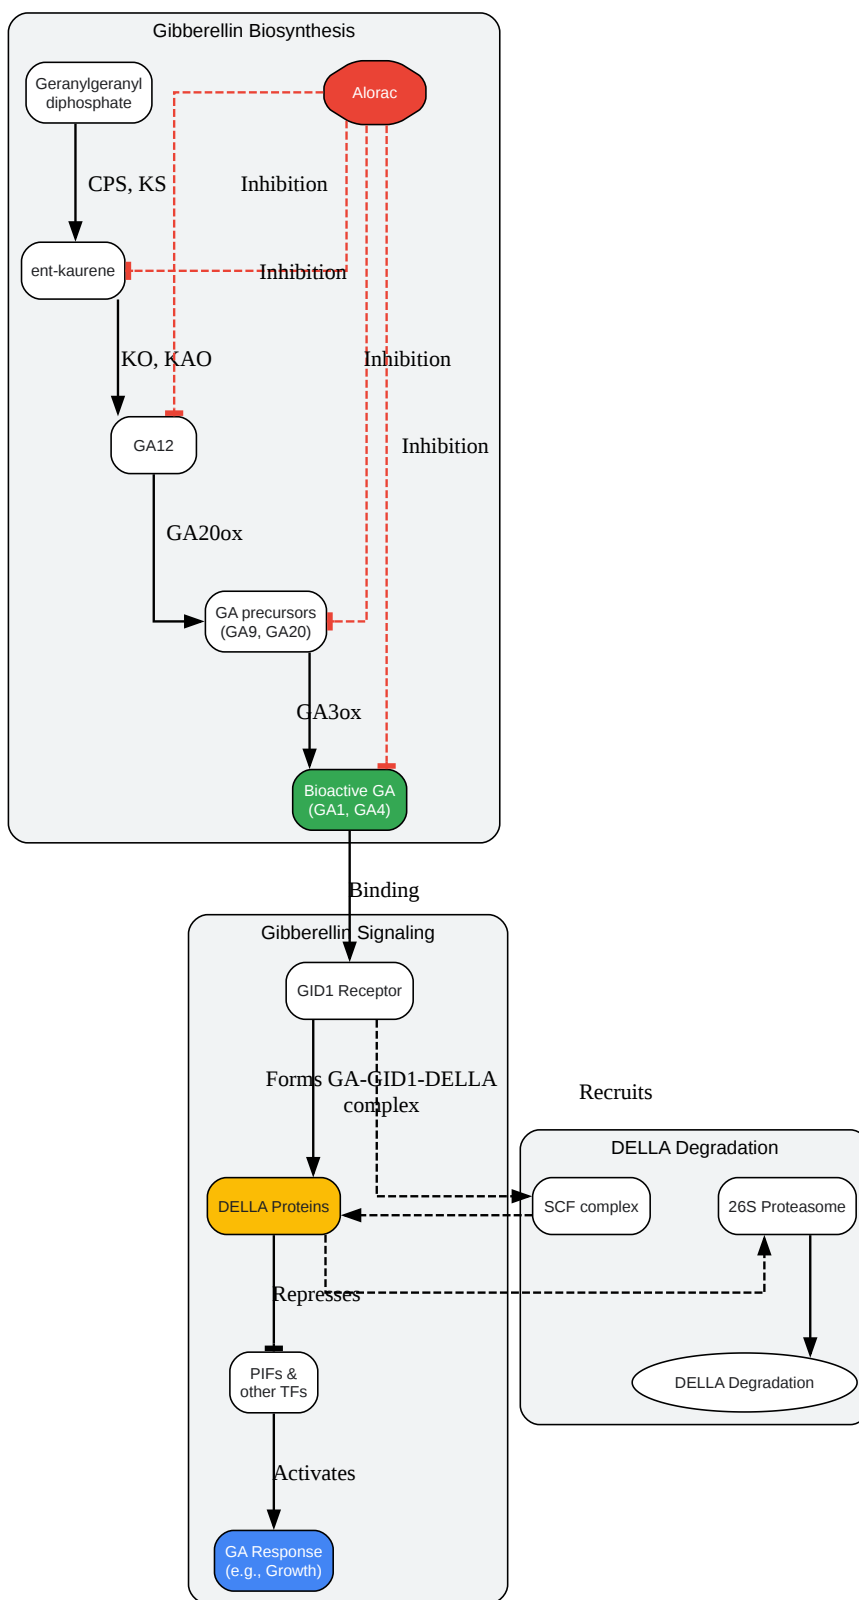 Gibberellin Biosynthesis
Geranylgeranyl
diphosphate
Alorac
CPS, KS
Inhibition
ent-kaurene
Inhibition
KO, KAO
Inhibition
GA12
Inhibition
GA20ox
GA precursors
(GA9, GA20)
GA3ox
Bioactive GA
(GA1, GA4)
Binding
Gibberellin Signaling
GID1 Receptor
Forms GA-GID1-DELLA
complex
Recruits
DELLA Degradation
DELLA Proteins
SCF complex
26S Proteasome
Represses
PIFs &
other TFs
DELLA Degradation
Activates
GA Response
(e.g., Growth)